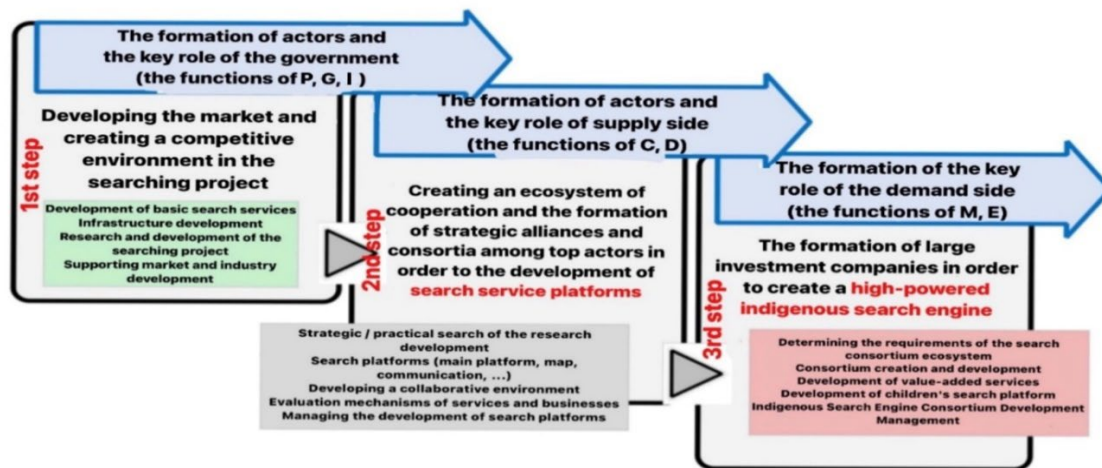 The formation of actors and
the key role of the government
(the functions of P, G, I )
1st step
Developing the market and
creating a competitive
environment in the
searching project
Development of basic search services
Infrastructure development
Research and development of the
searching project
Supporting market and industry
development
The formation of actors and
the key role of supply side
(the functions of C, D)
2nd step
Creating an ecosystem of
cooperation and the formation
of strategic alliances and
consortia among top actors in
order to the development of
search service platforms
Strategic / practical search of the research
development
Search platforms (main platform, map,
communication, ...)
Developing a collaborative environment
Evaluation mechanisms of services and businesses
Managing the development of search platforms
The formation of the key
role of the demand side
(the functions of M, E)
3rd step
The formation of large
investment companies in order
to create a high-powered
indigenous search engine
Determining the requirements of the search
consortium ecosystem
Consortium creation and development
Development of value-added services
Development of children's search platform
Indigenous Search Engine Consortium Development
Management